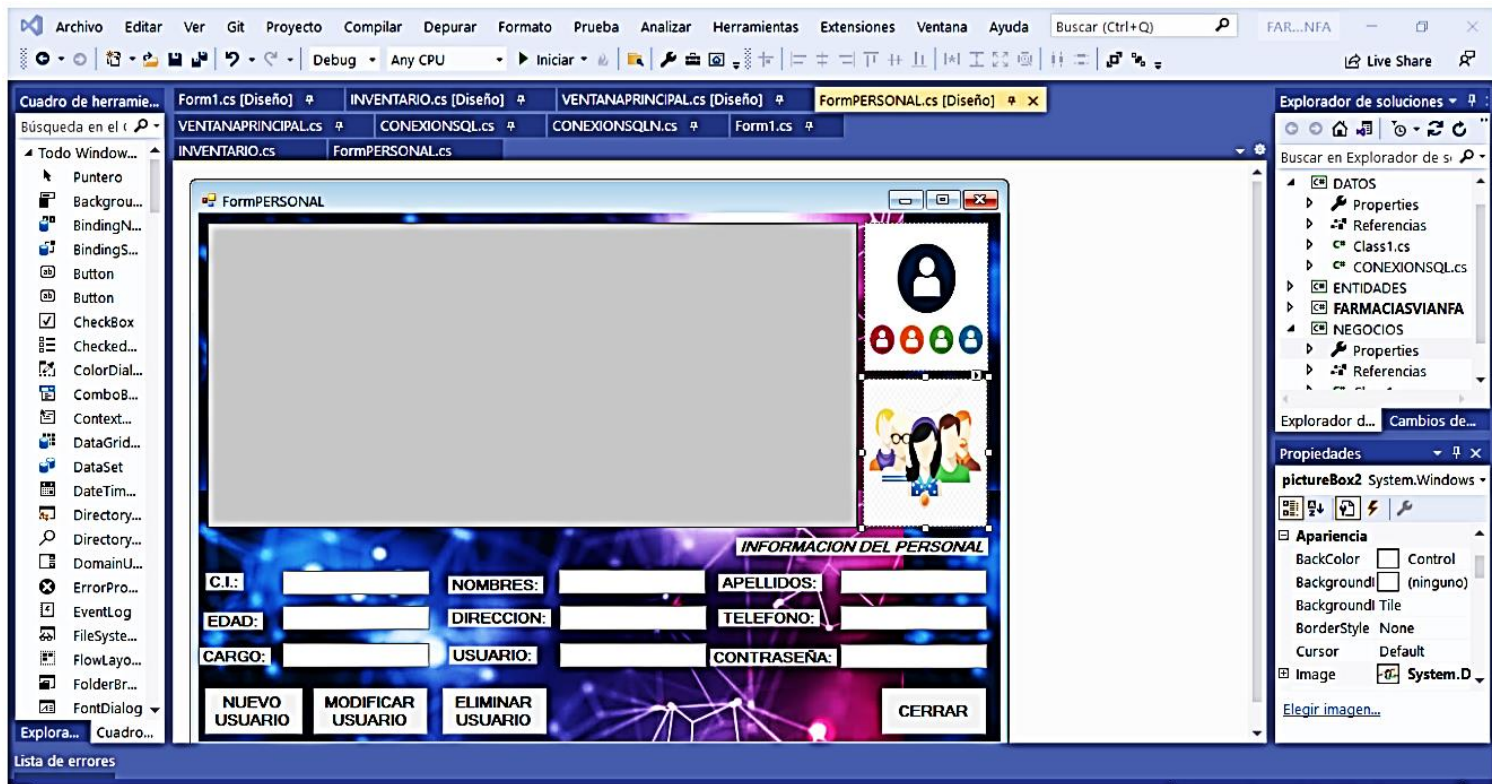 Archivo Editar Ver Git Proyecto Compilar Depurar Formato Prueba Analizar Herramientas Extensiones Ventana Ayuda Buscar (Ctrl+Q) FAR...NFA
Debug Any CPU Iniciar Live Share
Cuadro de herramie...
Búsqueda en el
Todo Window...
Puntero
Backgrou...
BindingN...
BindingS...
Button
Button
CheckBox
Checked...
ColorDial...
ComboB...
Context...
DataGrid...
DataSet
DateTim...
Directory...
Directory...
DomainU...
ErrorPro...
EventLog
FileSyste...
FlowLayo...
FolderBr...
FontDialog
Explora... Cuadro...
Form1.cs [Diseño] INVENTARIO.cs [Diseño] VENTANAPRINCIPAL.cs [Diseño] FormPERSONAL.cs [Diseño]
VENTANAPRINCIPAL.cs CONEXIONSQL.cs CONEXIONSQLN.cs Form1.cs
INVENTARIO.cs FormPERSONAL.cs
FormPERSONAL
INFORMACION DEL PERSONAL
C.I.: NOMBRES: APELLIDOS:
EDAD: DIRECCION: TELEFONO:
CARGO: USUARIO: CONTRASEÑA:
NUEVO USUARIO
MODIFICAR USUARIO
ELIMINAR USUARIO
CERRAR
Explorador de soluciones
Buscar en Explorador de s
DATOS
Properties
Referencias
Class1.cs
CONEXIONSQL.cs
ENTIDADES
FARMACIASVIANFA
NEGOCIOS
Properties
Referencias
Explorador d... Cambios de...
Propiedades
pictureBox2 System.Windows
Apariencia
BackColor Control
BackgroundI (ninguno)
BackgroundI Tile
BorderStyle None
Cursor Default
Image System.D
Elegir imagen...
Lista de errores